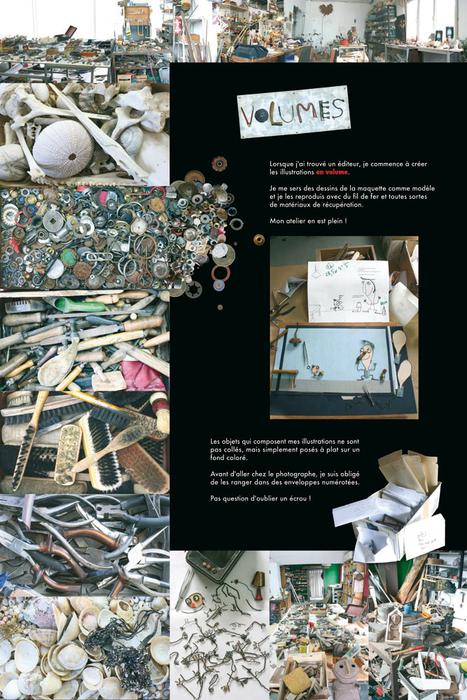 VOLUMES
Lorsque j'ai trouvé un éditeur, je commence à créer
les illustrations en volume.
Je me sers des dessins de la maquette comme modèle
et je les reproduis avec du fil de fer et toutes sortes
de matériaux de récupération.
Mon atelier en est plein !
Les objets qui composent mes illustrations ne sont
pas collés, mais simplement posés à plat sur un
fond coloré.
Avant d'aller chez le photographe, je suis obligé
de les ranger dans des enveloppes numérotées.
Pas question d'oublier un écrou !